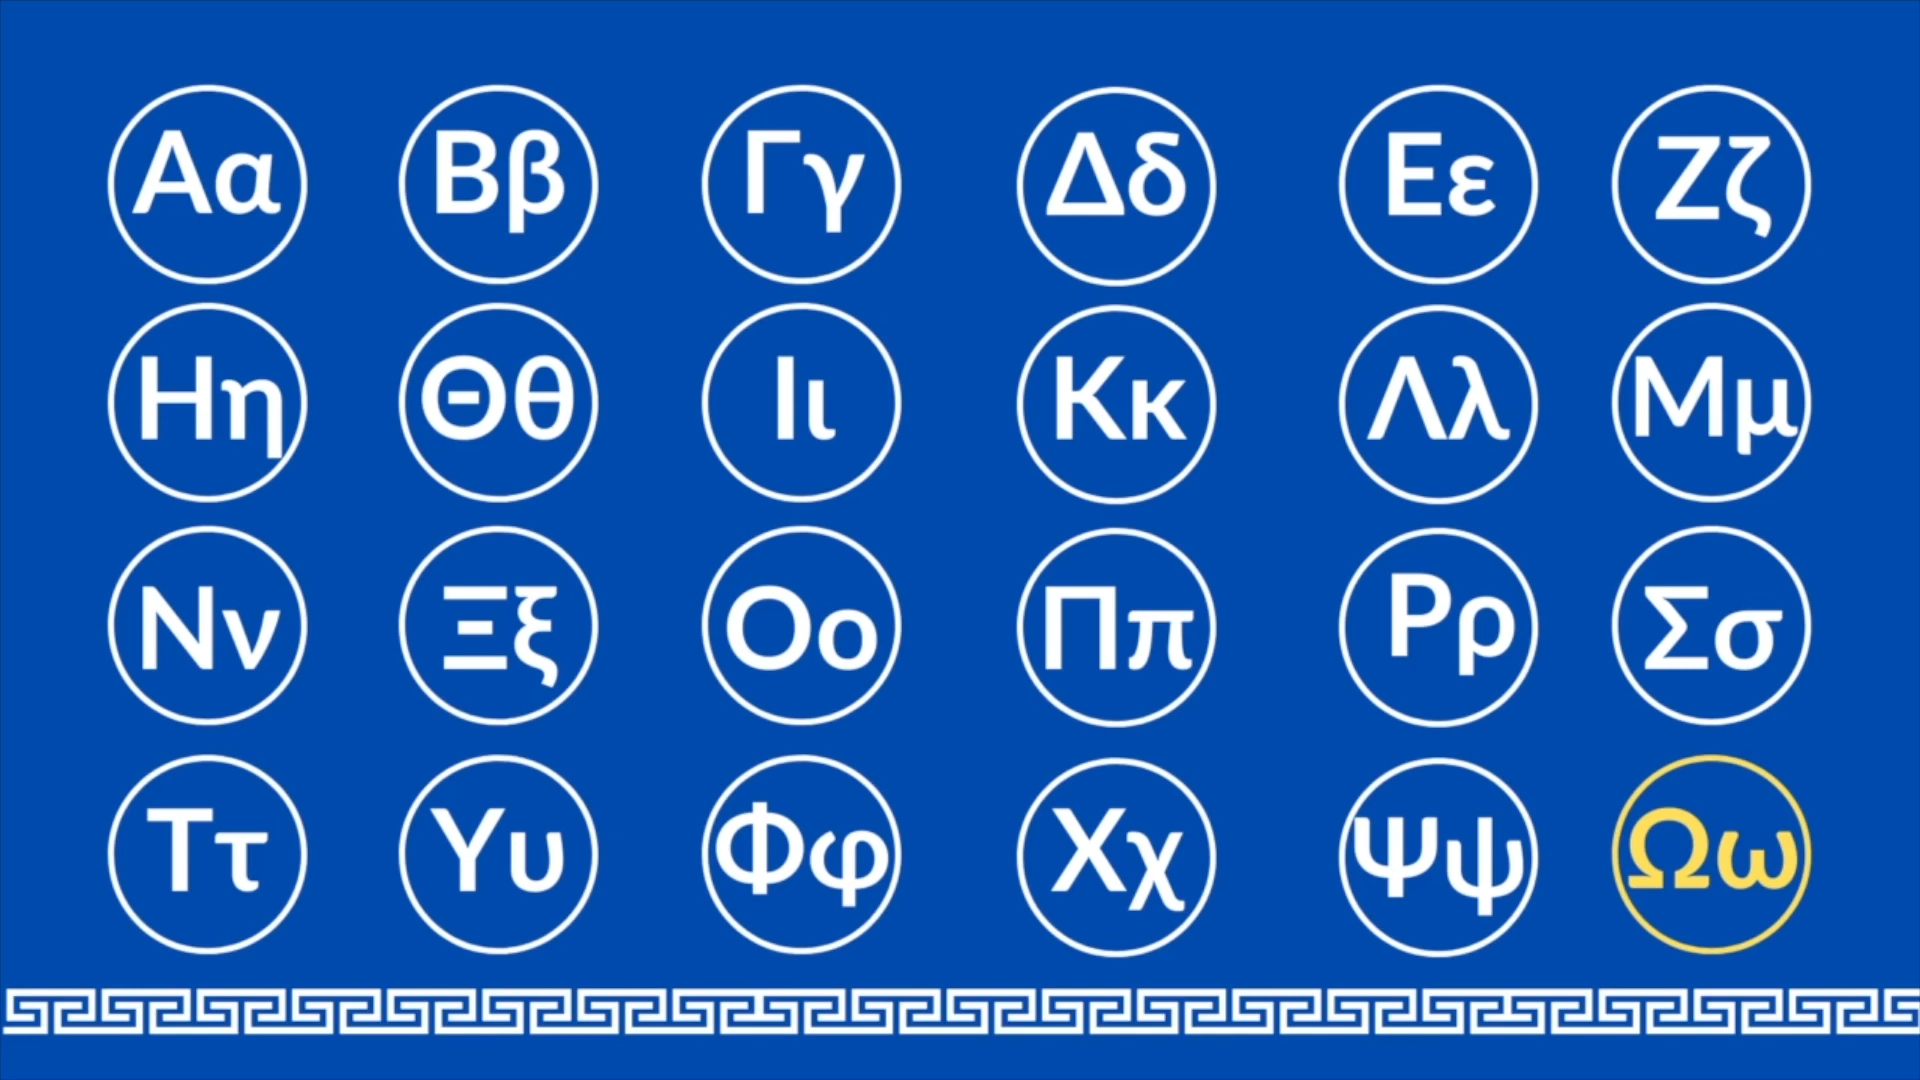 Αα Ββ Γγ Δδ Εε Ζζ
Ηη Θθ Ιι Κκ Λλ Μμ
Νν Ξξ Οο Ππ Ρρ Σσ
Ττ Υυ Φφ Χχ Ψψ Ωω